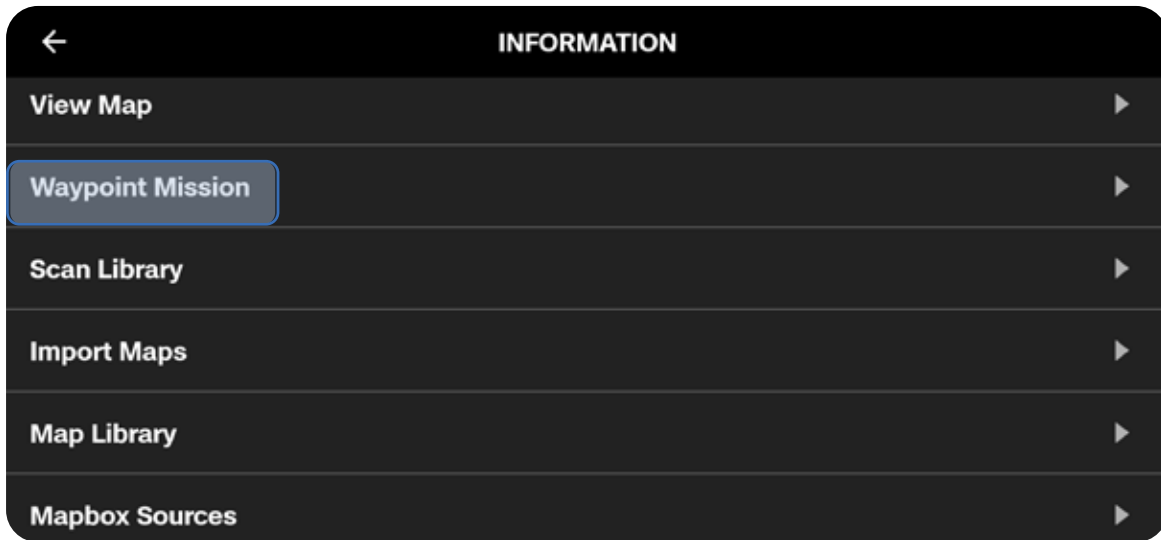 INFORMATION
View Map
Waypoint Mission
Scan Library
Import Maps
Map Library
Mapbox Sources